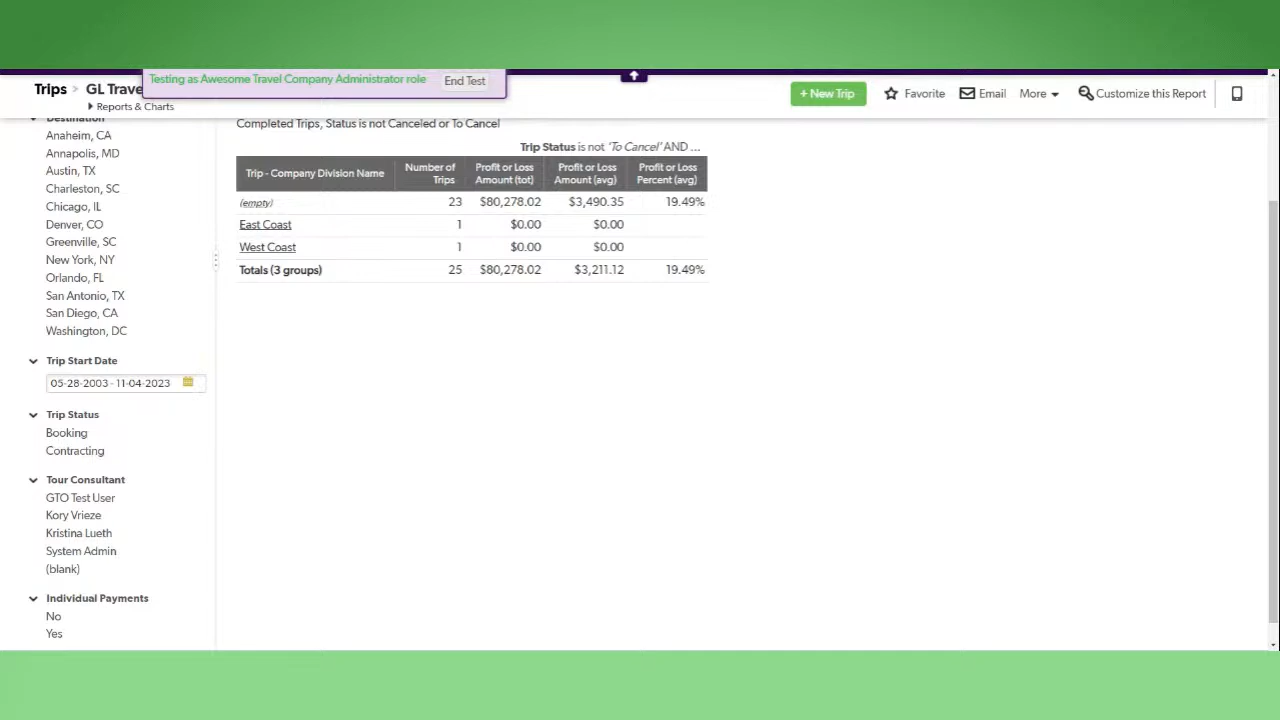 Testing as Awesome Travel Company Administrator role End Test
Trips > GL Trave
Reports & Charts
+ New Trip Favorite Email More Customize this Report
Destination
Anaheim, CA
Annapolis, MD
Austin, TX
Charleston, SC
Chicago, IL
Denver, CO
Greenville, SC
New York, NY
Orlando, FL
San Antonio, TX
San Diego, CA
Washington, DC
Trip Start Date
05-28-2003 - 11-04-2023
Trip Status
Booking
Contracting
Tour Consultant
GTO Test User
Kory Vrieze
Kristina Lueth
System Admin
(blank)
Individual Payments
No
Yes
Completed Trips, Status is not Canceled or To Cancel
Trip Status is not 'To Cancel' AND ...
Trip - Company Division Name Number of Trips Profit or Loss Amount (tot) Profit or Loss Amount (avg) Profit or Loss Percent (avg)
(empty) 23 $80,278.02 $3,490.35 19.49%
East Coast 1 $0.00 $0.00
West Coast 1 $0.00 $0.00
Totals (3 groups) 25 $80,278.02 $3,211.12 19.49%